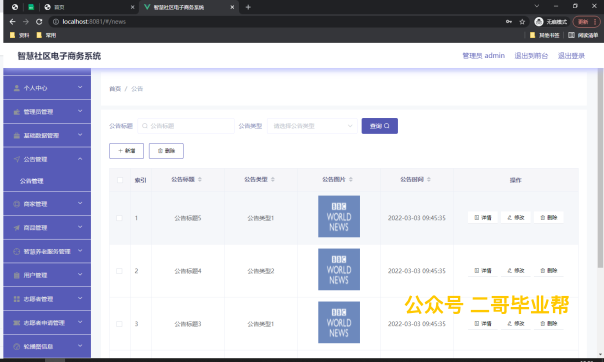 首页
智慧社区电子商务系统
localhost:8081/#/news
无痕模式
更新
资料
常用
其他书签
阅读清单
智慧社区电子商务系统
管理员 admin
退出到前台
退出登录
个人中心
管理员管理
基础数据管理
公告管理
公告管理
商家管理
商品管理
智慧养老服务管理
用户管理
志愿者管理
志愿者申请管理
轮播图信息
首页 / 公告
公告标题
公告标题
公告类型
请选择公告类型
查询
+ 新增
删除
索引
公告标题
公告类型
公告图片
公告时间
操作
1
公告标题5
公告类型1
BBC
WORLD
NEWS
2022-03-03 09:45:35
详情
修改
删除
2
公告标题4
公告类型2
BBC
WORLD
NEWS
2022-03-03 09:45:35
详情
修改
删除
3
公告标题3
公告类型1
BBC
WORLD
NEWS
2022-03-03 09:45:35
详情
修改
删除
公众号 二哥毕业帮